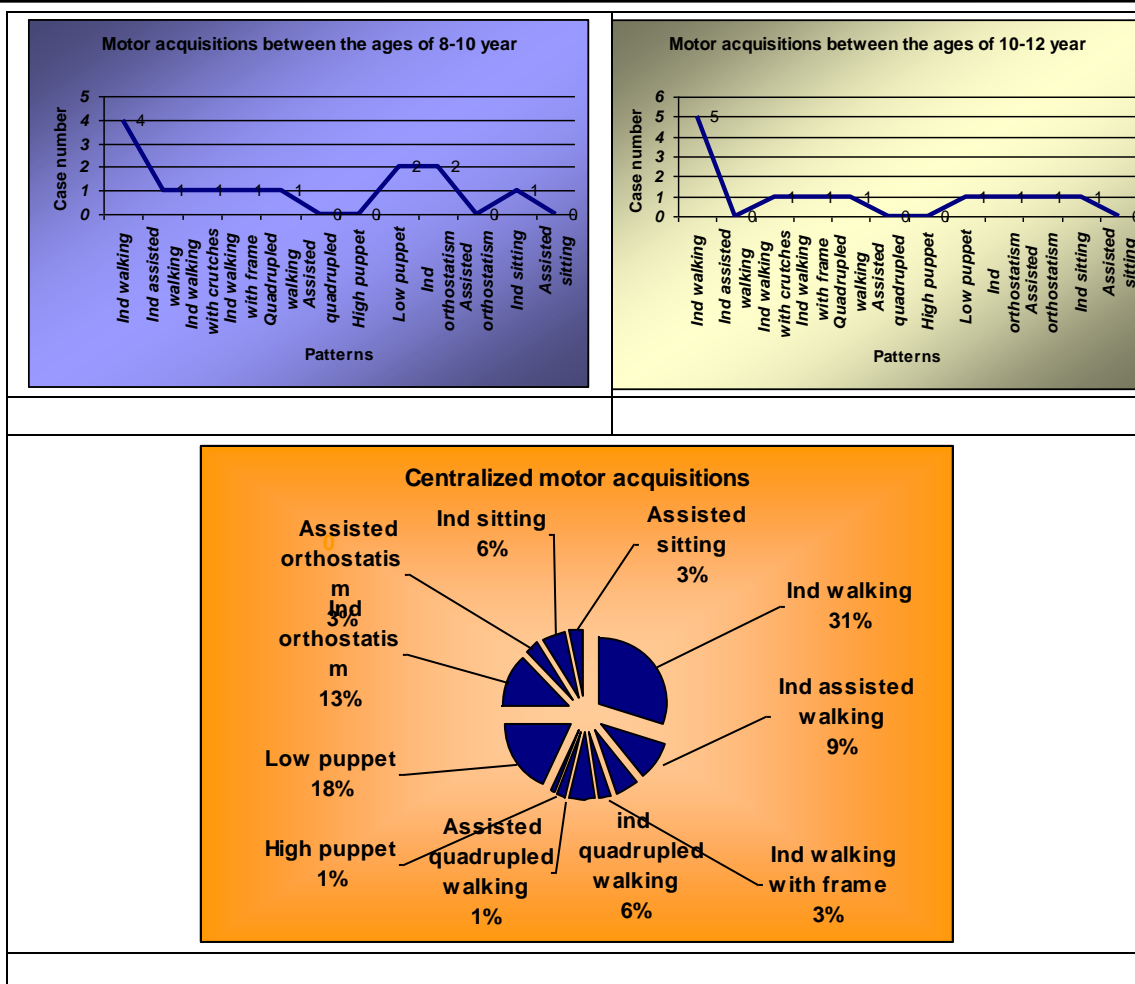 Motor acquisitions between the ages of 8-10 year
Case number
5
4
3
2
1
0
4
1
1
1
1
0
0
2
2
0
1
0
Ind walking
Ind assisted
walking
Ind walking
with crutches
Ind walking
with frame
Quadrupled
walking
Assisted
quadrupled
High puppet
Low puppet
Ind
orthostatism
Assisted
orthostatism
Ind sitting
Assisted
sitting
Patterns
Motor acquisitions between the ages of 10-12 year
Case number
6
5
4
3
2
1
0
5
0
1
1
1
0
0
1
1
1
1
0
Ind walking
Ind assisted
walking
Ind walking
with crutches
Ind walking
with frame
Quadrupled
walking
Assisted
quadrupled
High puppet
Low puppet
Ind
orthostatism
Assisted
orthostatism
Ind sitting
Assisted
sitting
Patterns
Centralized motor acquisitions
Assisted
orthostatis
m
3%
0
Ind sitting
6%
Assisted
sitting
3%
Ind walking
31%
Ind
orthostatis
m
13%
Ind assisted
walking
9%
Low puppet
18%
High puppet
1%
Assisted
quadrupled
walking
1%
ind
quadrupled
walking
6%
Ind walking
with frame
3%